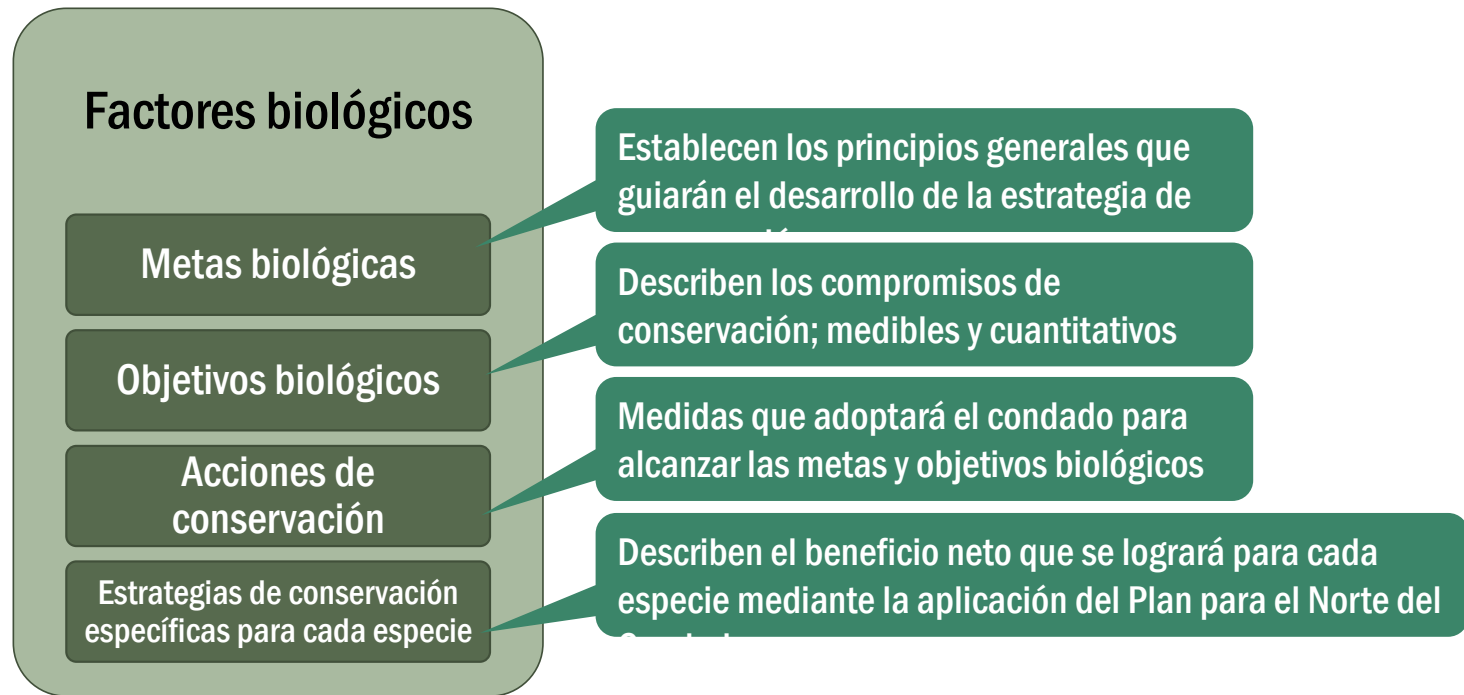 Factores biológicos
Metas biológicas
Establecen los principios generales que
guiarán el desarrollo de la estrategia de
Objetivos biológicos
Describen los compromisos de
conservación; medibles y cuantitativos
Acciones de
conservación
Medidas que adoptará el condado para
alcanzar las metas y objetivos biológicos
Estrategias de conservación
específicas para cada especie
Describen el beneficio neto que se logrará para cada
especie mediante la aplicación del Plan para el Norte del